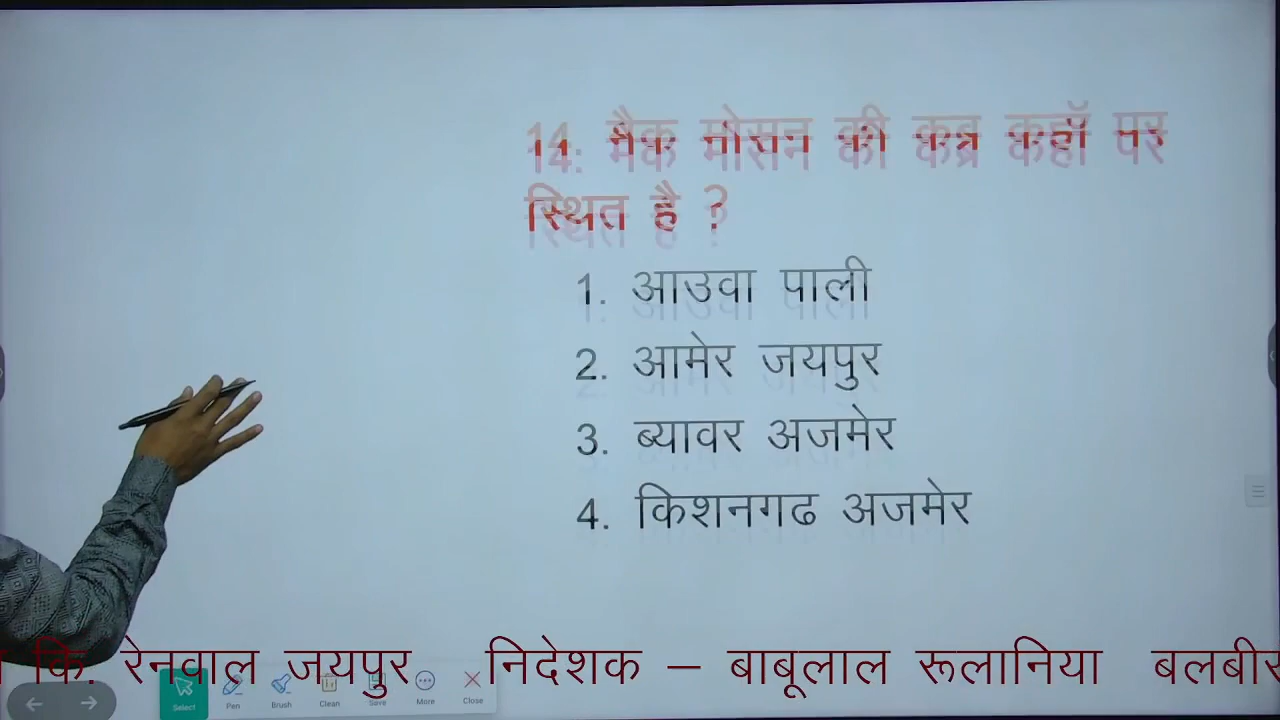 14. मैक मोसन की कब्र कहॉ पर
स्थित है ?
1. आउवा पाली
2. आमेर जयपुर
3. ब्यावर अजमेर
4. किशनगढ अजमेर
कि. रेनवाल जयपुर निदेशक – बाबूलाल रूलानिया बलबीर
Select Pen Brush Clean Save More Close